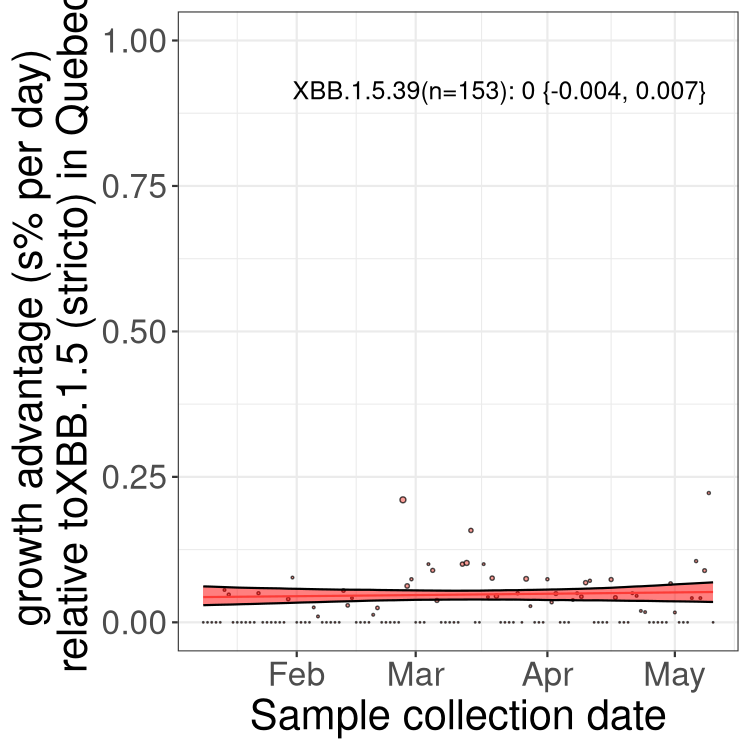 growth advantage (s% per day)
relative toXBB.1.5 (stricto) in Quebec
1.00
0.75
0.50
0.25
0.00
XBB.1.5.39(n=153): 0 {-0.004, 0.007}
Feb Mar Apr May
Sample collection date